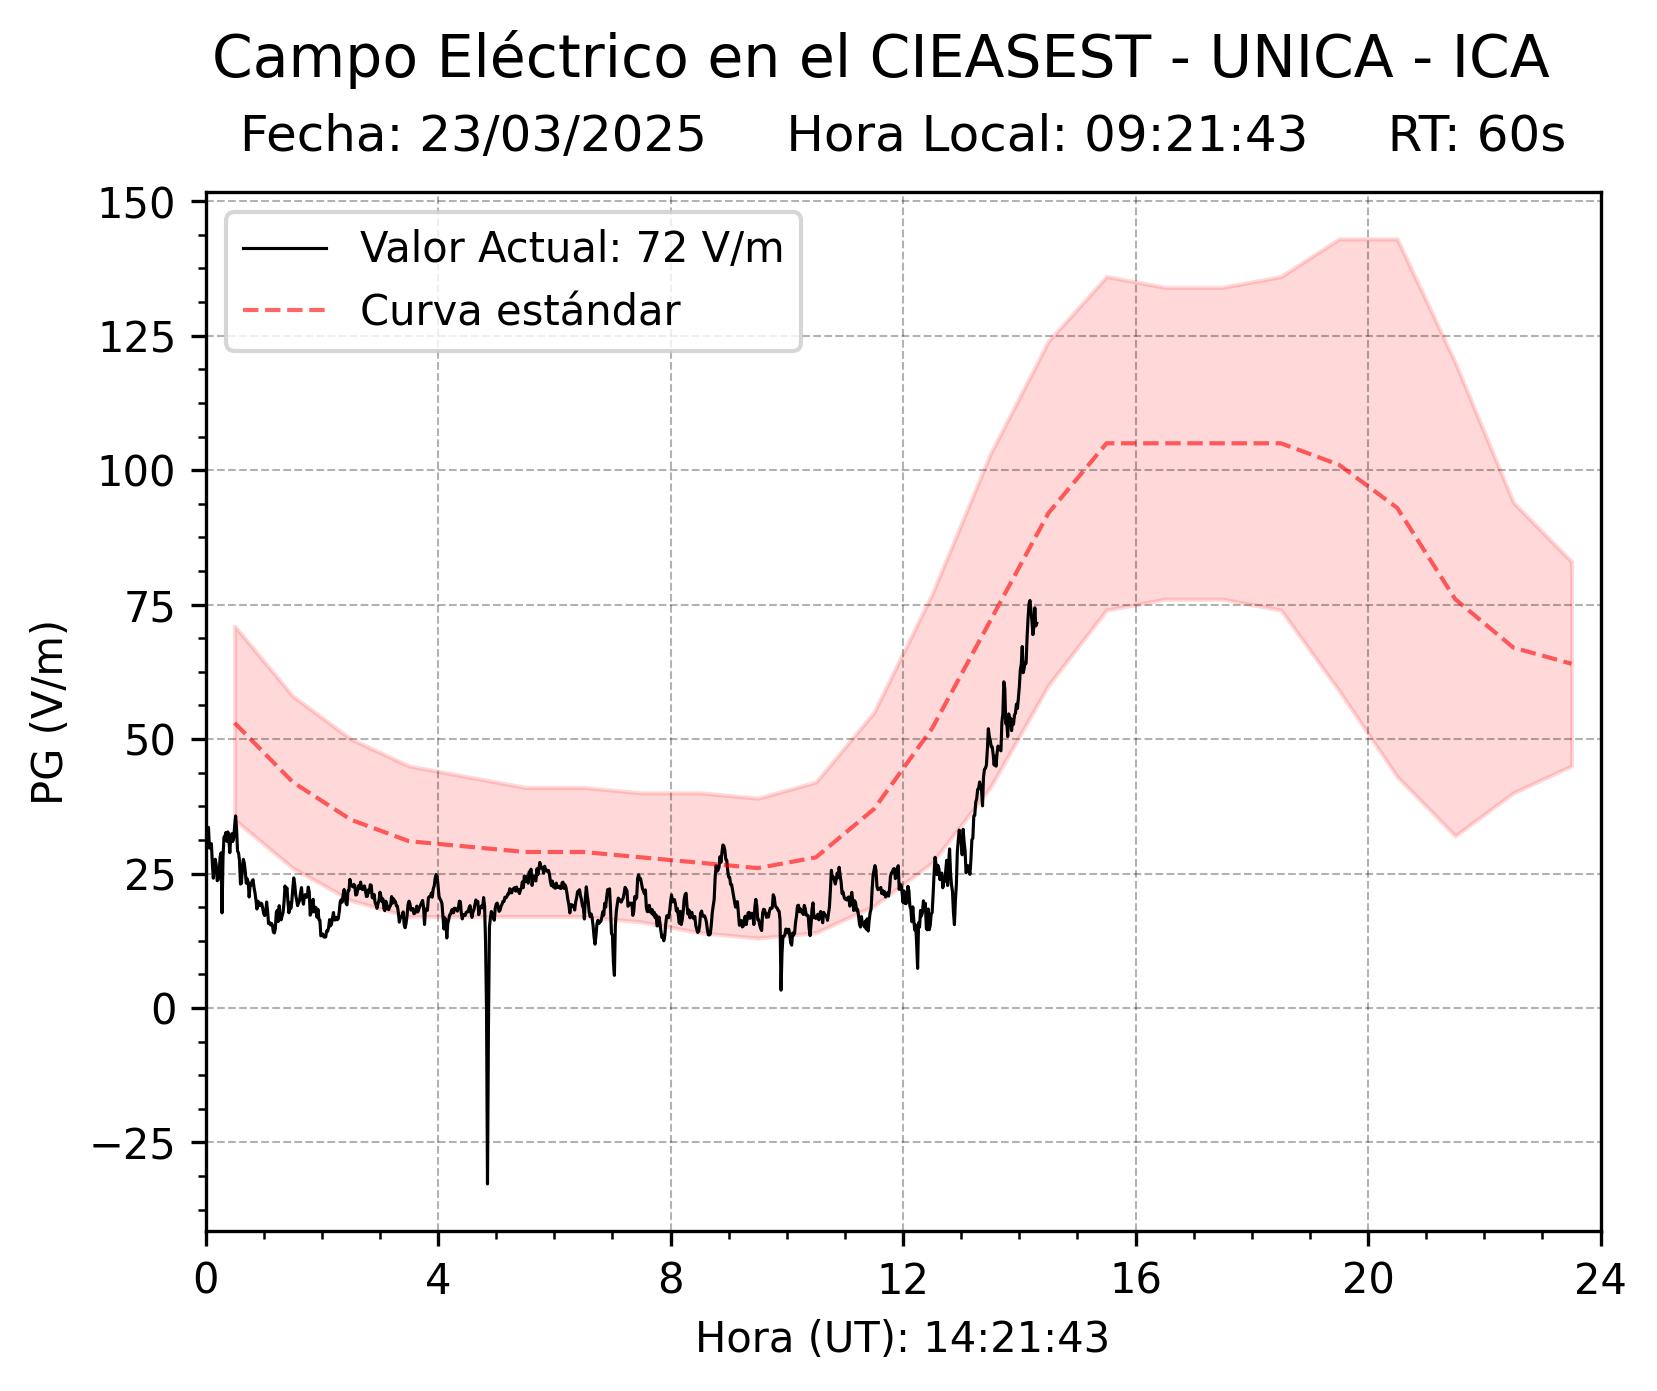 Campo Eléctrico en el CIEASEST - UNICA - ICA
Fecha: 23/03/2025 Hora Local: 09:21:43 RT: 60s
Valor Actual: 72 V/m
Curva estándar
150
125
100
75
50
25
0
−25
PG (V/m)
0 4 8 12 16 20 24
Hora (UT): 14:21:43